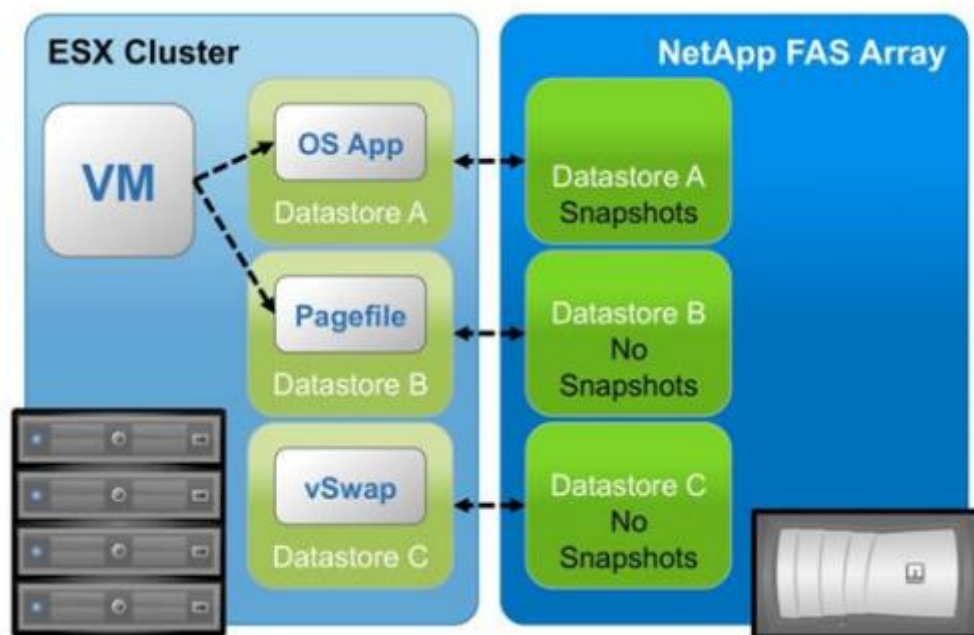 ESX Cluster
NetApp FAS Array
VM
OS App
Datastore A
Datastore A
Snapshots
Pagefile
Datastore B
Datastore B
No
Snapshots
vSwap
Datastore C
Datastore C
No
Snapshots